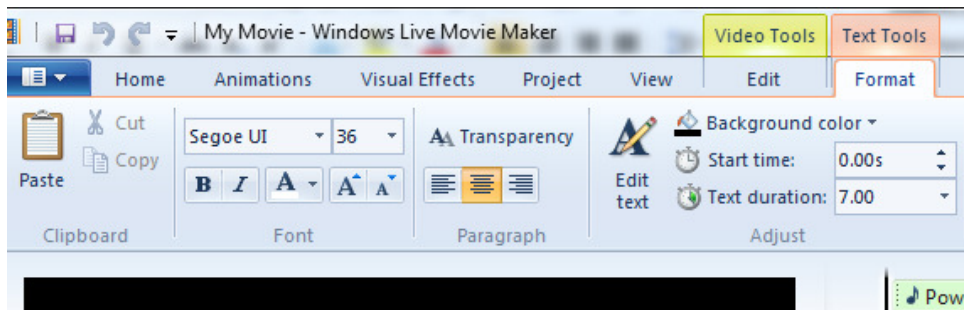 My Movie - Windows Live Movie Maker Video Tools Text Tools
Home Animations Visual Effects Project View Edit Format
Cut Segoe UI 36 AA Transparency Background color
Copy Start time: 0.00s
Paste B I A A A Edit text Text duration: 7.00
Clipboard Font Paragraph Adjust
Pow